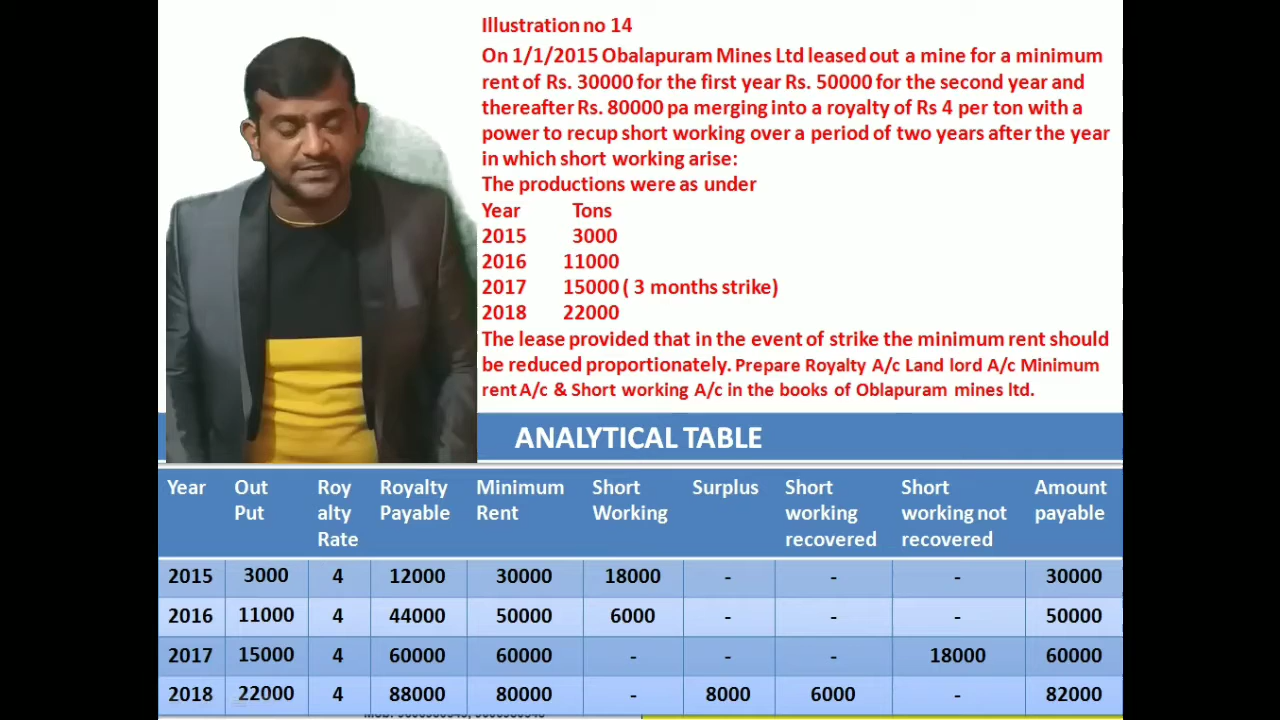 Illustration no 14
On 1/1/2015 Obalapuram Mines Ltd leased out a mine for a minimum
rent of Rs. 30000 for the first year Rs. 50000 for the second year and
thereafter Rs. 80000 pa merging into a royalty of Rs 4 per ton with a
power to recup short working over a period of two years after the year
in which short working arise:
The productions were as under
Year Tons
2015 3000
2016 11000
2017 15000 ( 3 months strike)
2018 22000
The lease provided that in the event of strike the minimum rent should
be reduced proportionately. Prepare Royalty A/c Land lord A/c Minimum
rent A/c & Short working A/c in the books of Oblapuram mines ltd.
ANALYTICAL TABLE
Year Out Put Roy alty Rate Royalty Payable Minimum Rent Short Working Surplus Short working recovered Short working not recovered Amount payable
2015 3000 4 12000 30000 18000 - - - 30000
2016 11000 4 44000 50000 6000 - - - 50000
2017 15000 4 60000 60000 - - - 18000 60000
2018 22000 4 88000 80000 - 8000 6000 - 82000